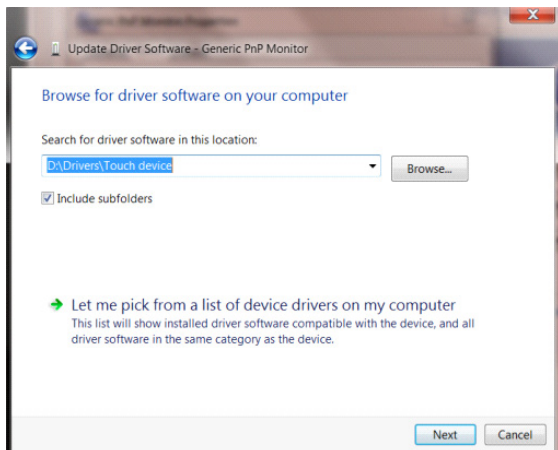 Update Driver Software - Generic PnP Monitor
Browse for driver software on your computer
Search for driver software in this location:
D:\Drivers\Touch device
Browse...
Include subfolders
Let me pick from a list of device drivers on my computer
This list will show installed driver software compatible with the device, and all
driver software in the same category as the device.
Next
Cancel